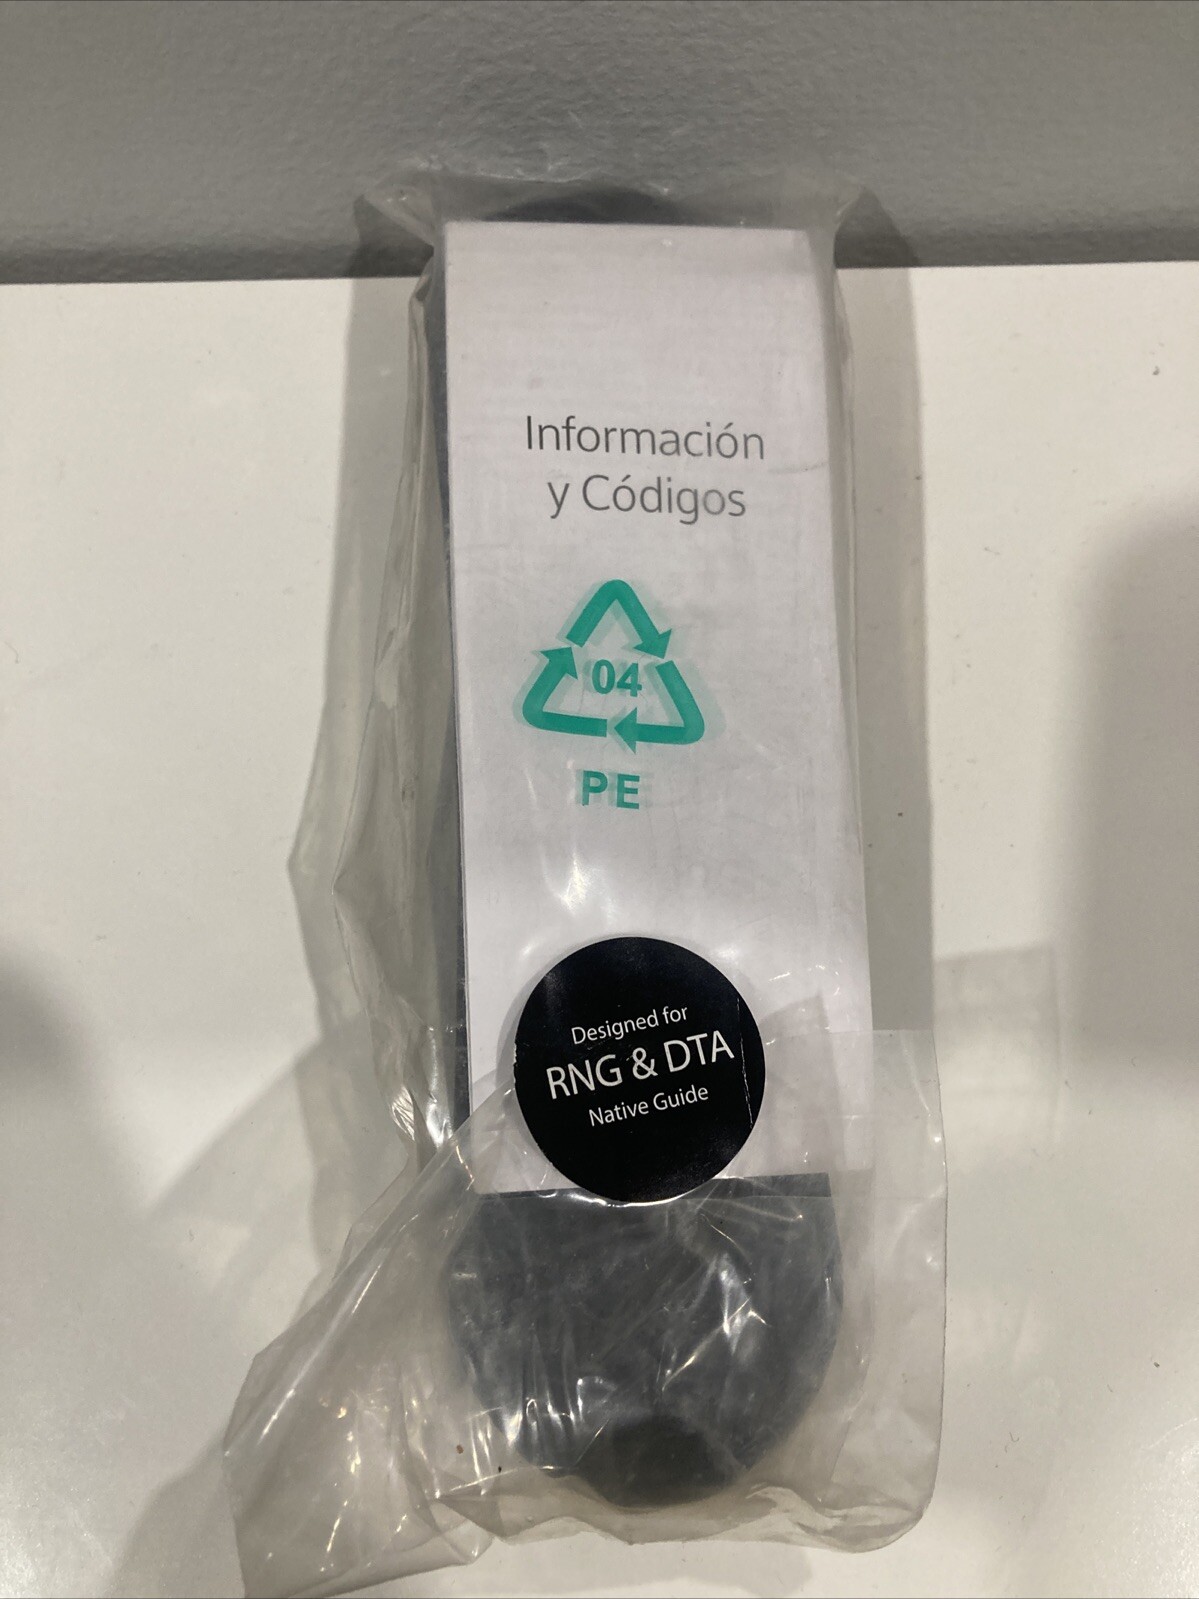 Información
y Códigos
04
PE
Designed for
RNG & DTA
Native Guide